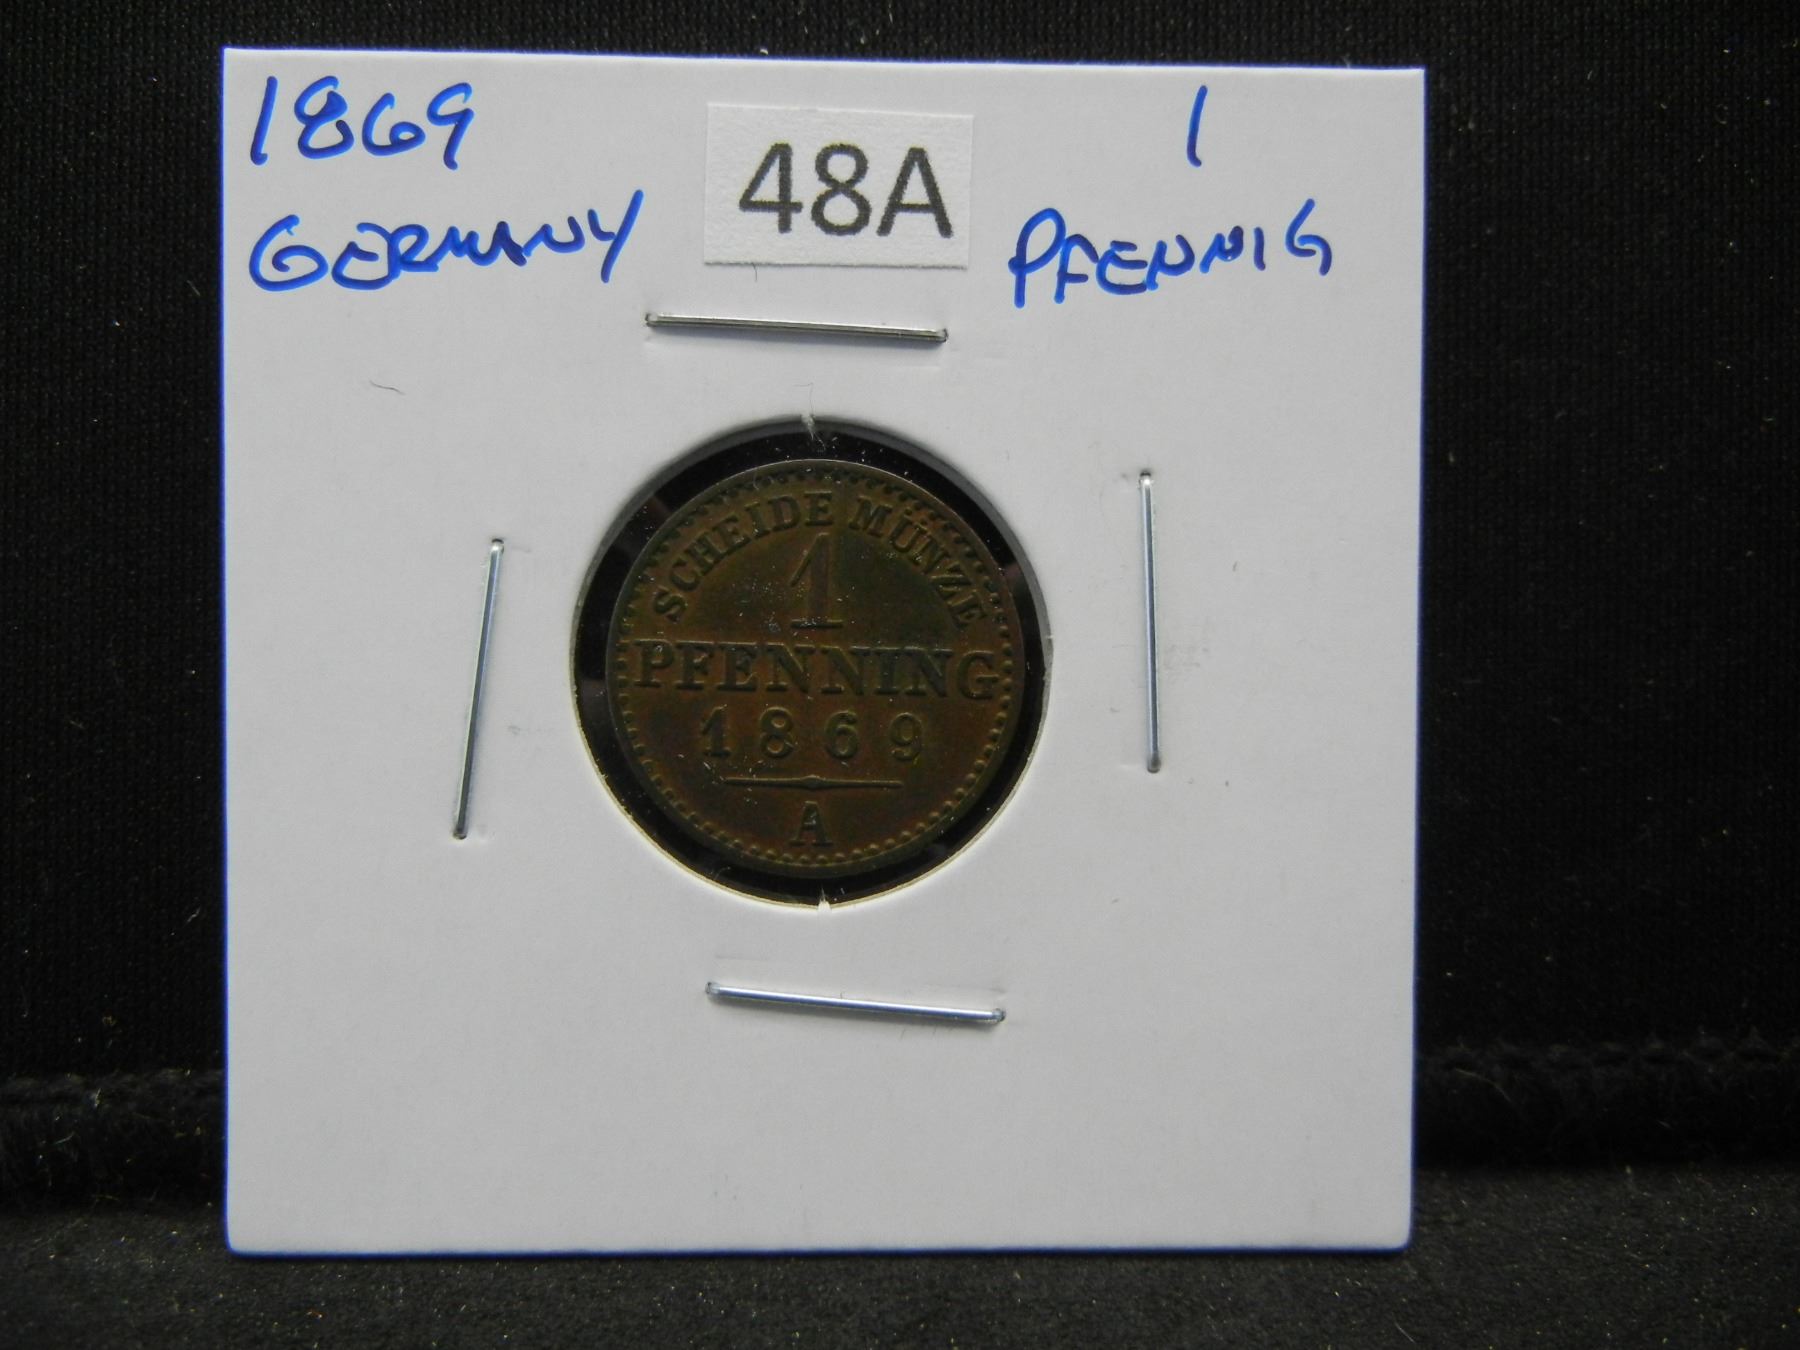 1869
GERMANY
48A
1
PFENNIG
SCHEIDE MÜNZE
1
PFENNING
1869
A